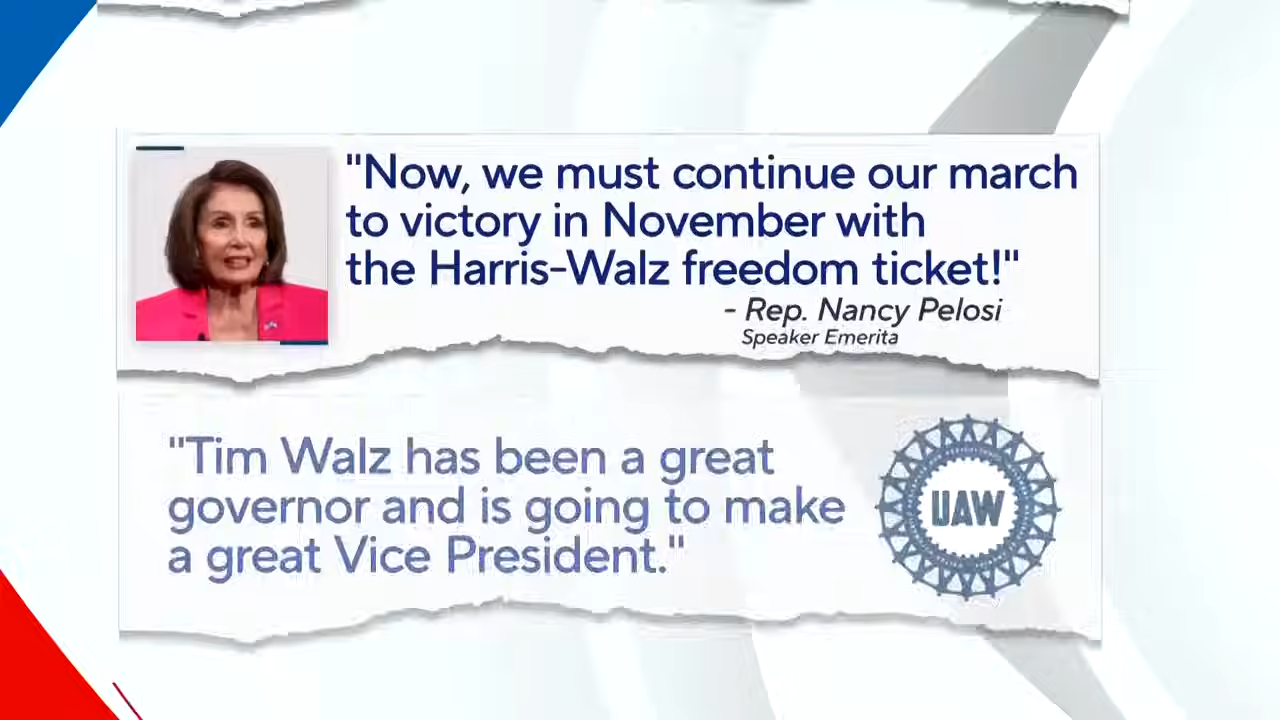 "Now, we must continue our march
to victory in November with
the Harris-Walz freedom ticket!"
- Rep. Nancy Pelosi
Speaker Emerita
"Tim Walz has been a great
governor and is going to make
a great Vice President."
UAW